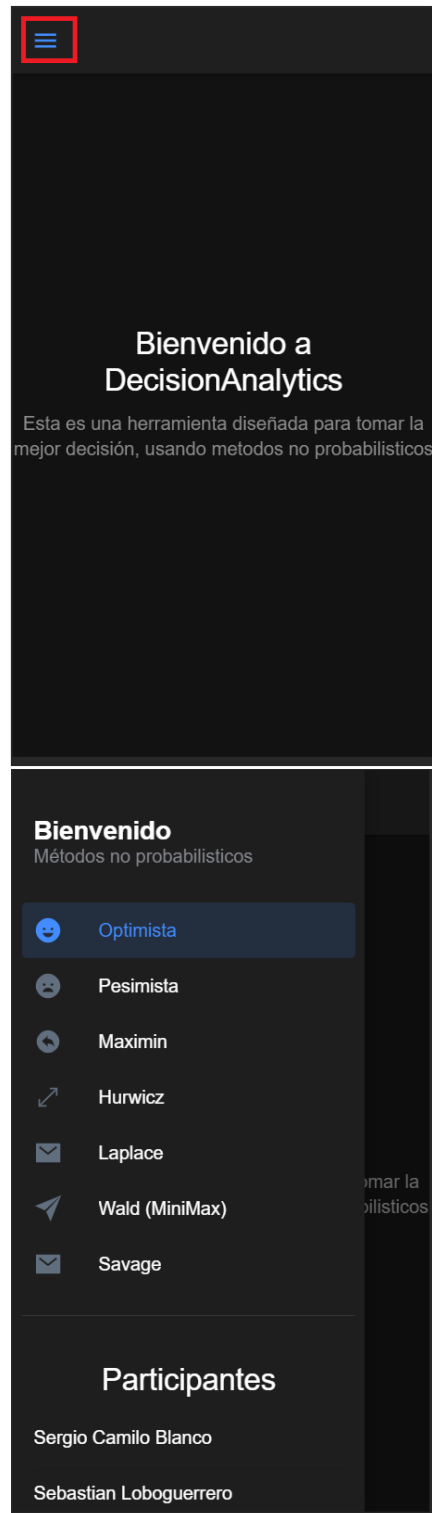 Bienvenido a
DecisionAnalytics
Esta es una herramienta diseñada para tomar la
mejor decisión, usando metodos no probabilisticos
Bienvenido
Métodos no probabilisticos
Optimista
Pesimista
Maximin
Hurwicz
Laplace
omar la
Wald (MiniMax)
bilisticos
Savage
Participantes
Sergio Camilo Blanco
Sebastian Loboguerrero